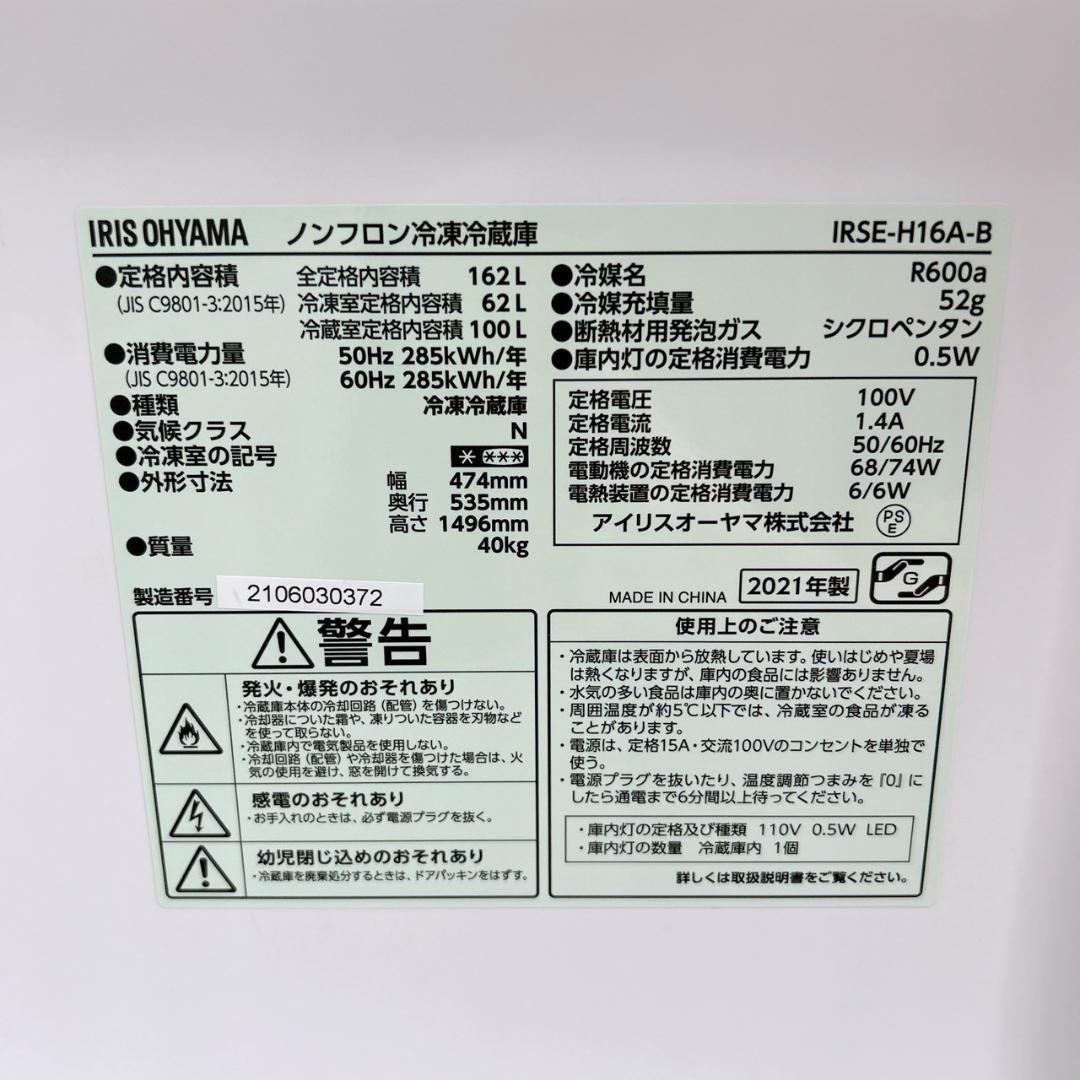 IRIS OHYAMA ノンフロン冷凍冷蔵庫 IRSE-H16A-B
●定格内容積 全定格内容積 162L
(JIS C9801-3:2015年) 冷凍室定格内容積 62L
冷蔵室定格内容積 100L
●消費電力量 50Hz 285kWh/年
(JIS C9801-3:2015年) 60Hz 285kWh/年
●種類 冷凍冷蔵庫
●気候クラス N
●冷凍室の記号 * ***
●外形寸法 幅 474mm
奥行 535mm
高さ 1496mm
●質量 40kg
製造番号 2106030372
●冷媒名 R600a
●冷媒充填量 52g
●断熱材用発泡ガス シクロペンタン
●庫内灯の定格消費電力 0.5W
定格電圧 100V
定格電流 1.4A
定格周波数 50/60Hz
電動機の定格消費電力 68/74W
電熱装置の定格消費電力 6/6W
アイリスオーヤマ株式会社 PSE
MADE IN CHINA 2021年製 G
警告
発火・爆発のおそれあり
・冷蔵庫本体の冷却回路(配管)を傷つけない。
・冷却器についた霜や、凍りついた容器を刃物など
を使って取らない。
・冷蔵庫内で電気製品を使用しない。
・冷却回路(配管)や冷却器を傷つけた場合は、火
気の使用を避け、窓を開けて換気する。
感電のおそれあり
・お手入れのときは、必ず電源プラグを抜く。
幼児閉じ込めのおそれあり
・冷蔵庫を廃棄処分するときは、ドアパッキンをはずす。
使用上のご注意
・冷蔵庫は表面から放熱しています。使いはじめや夏場
は熱くなりますが、庫内の食品には影響ありません。
・水気の多い食品は庫内の奥に置かないでください。
・周囲温度が約5℃以下では、冷蔵室の食品が凍る
ことがあります。
・電源は、定格15A・交流100Vのコンセントを単独で
使う。
・電源プラグを抜いたり、温度調節つまみを『0』に
したら通電まで6分間以上待ってください。
・庫内灯の定格及び種類 110V 0.5W LED
・庫内灯の数量 冷蔵庫内 1個
詳しくは取扱説明書をご覧ください。